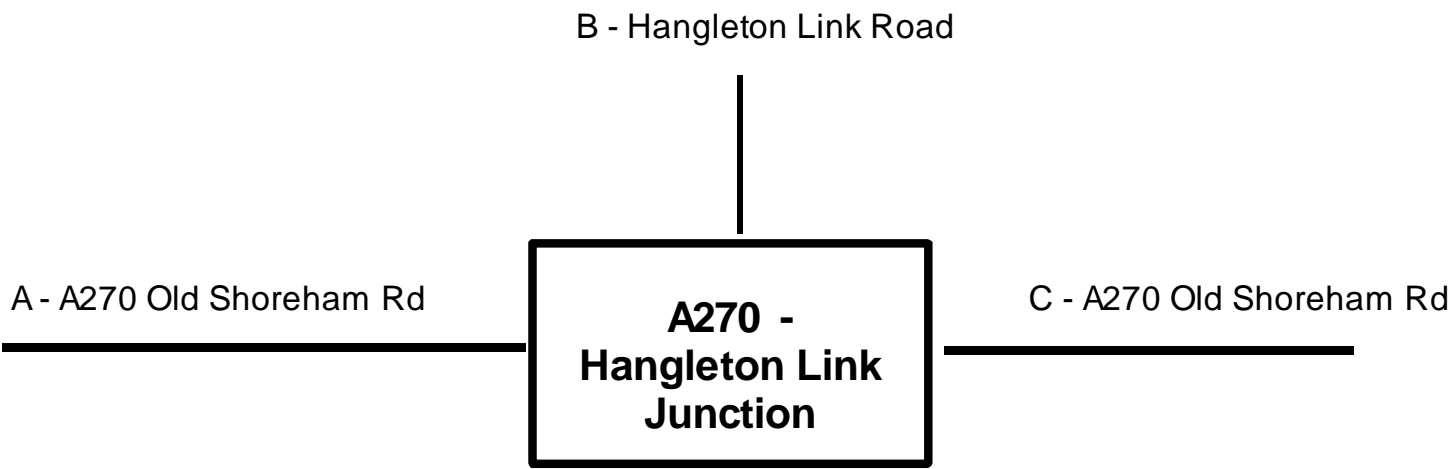 B - Hangleton Link Road
A - A270 Old Shoreham Rd
C - A270 Old Shoreham Rd
A270 -
Hangleton Link
Junction